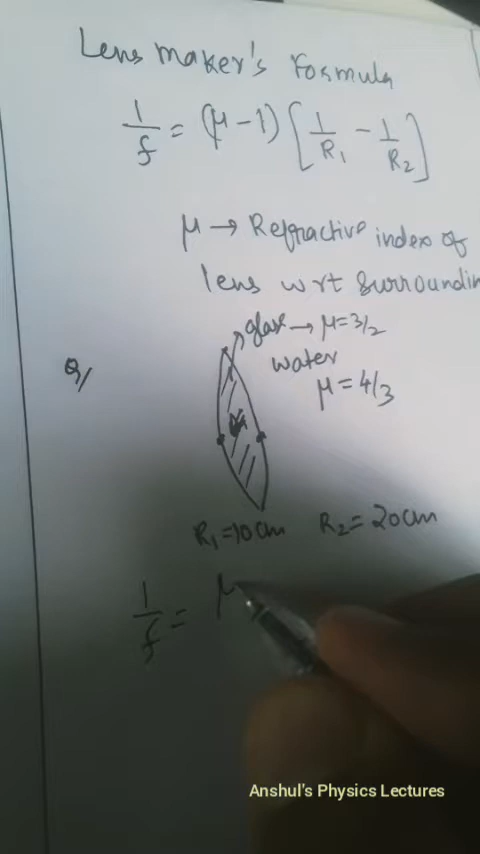 Lens maker's Formula
1/f = (μ-1) [1/R₁ - 1/R₂]
μ → Refractive index of
lens wrt surroundin
glass → μ=3/2
water
Q/
μ = 4/3
R₁=10cm R₂=20cm
1/f = μ
Anshul's Physics Lectures